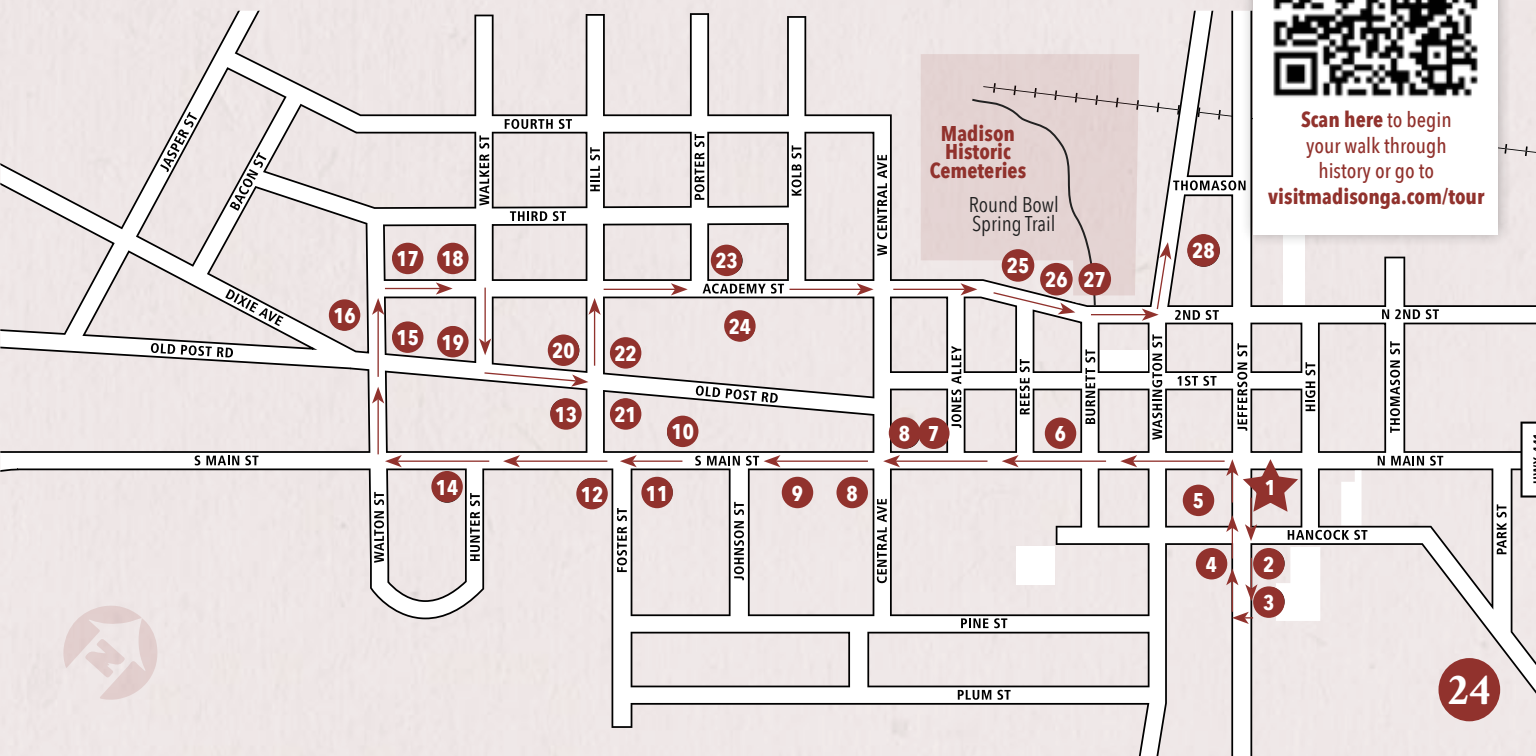 Scan here to begin
your walk through
history or go to
visitmadisonga.com/tour
JASPER ST
BACON ST
DIXIE AVE
OLD POST RD
FOURTH ST
WALKER ST
HILL ST
PORTER ST
KOLB ST
W CENTRAL AVE
THIRD ST
Madison
Historic
Cemeteries
Round Bowl
Spring Trail
THOMASON
17
18
23
25
26
27
28
ACADEMY ST
16
15
19
20
22
24
2ND ST
N 2ND ST
OLD POST RD
JONES ALLEY
REESE ST
BURNETT ST
WASHINGTON ST
1ST ST
JEFFERSON ST
HIGH ST
THOMASON ST
13
21
10
8
7
6
S MAIN ST
S MAIN ST
N MAIN ST
14
12
11
9
8
5
1
WALTON ST
HUNTER ST
FOSTER ST
JOHNSON ST
CENTRAL AVE
HANCOCK ST
PARK ST
4
2
3
PINE ST
PLUM ST
N
24